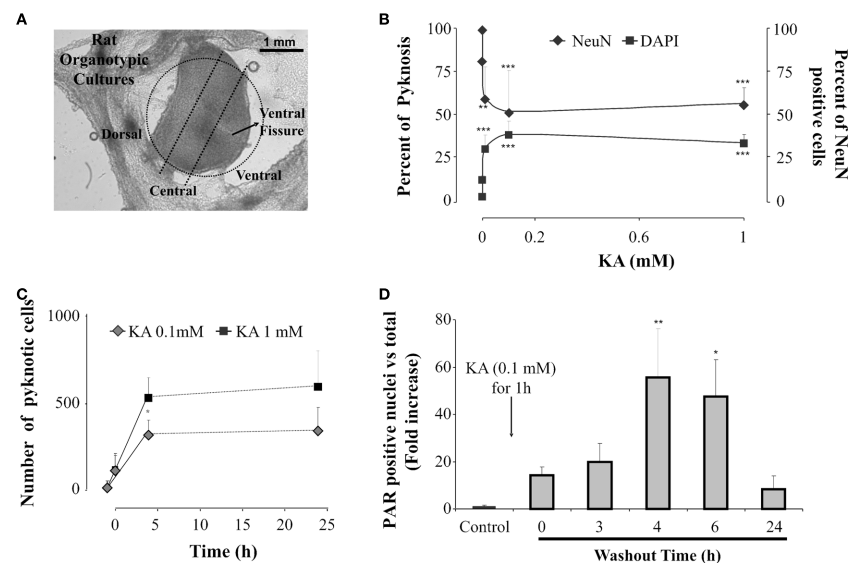 A
Rat
Organotypic
Cultures
1 mm
Dorsal
Ventral
Fissure
Ventral
Central
B
NeuN
DAPI
Percent of Pyknosis
100
75
50
25
0
***
***
**
***
***
***
***
100
75
50
25
0
Percent of NeuN
positive cells
0
0.2
0.6
1
KA (mM)
C
Number of pyknotic cells
1000
500
0
KA 0.1mM
KA 1 mM
*
0
5
10
15
20
25
Time (h)
D
PAR positive nuclei vs total
(Fold increase)
80
60
40
20
0
KA (0.1 mM)
for 1h
**
*
Control
0
3
4
6
24
Washout Time (h)